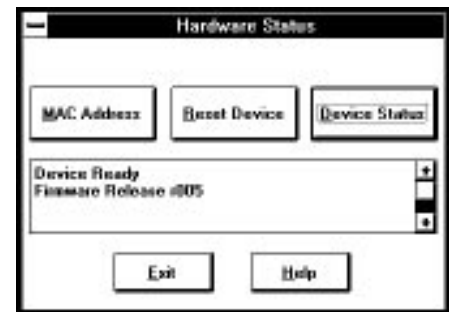 Hardware Status
MAC Address
Reset Device
Device Status
Device Ready
Firmware Release r005
Exit
Help